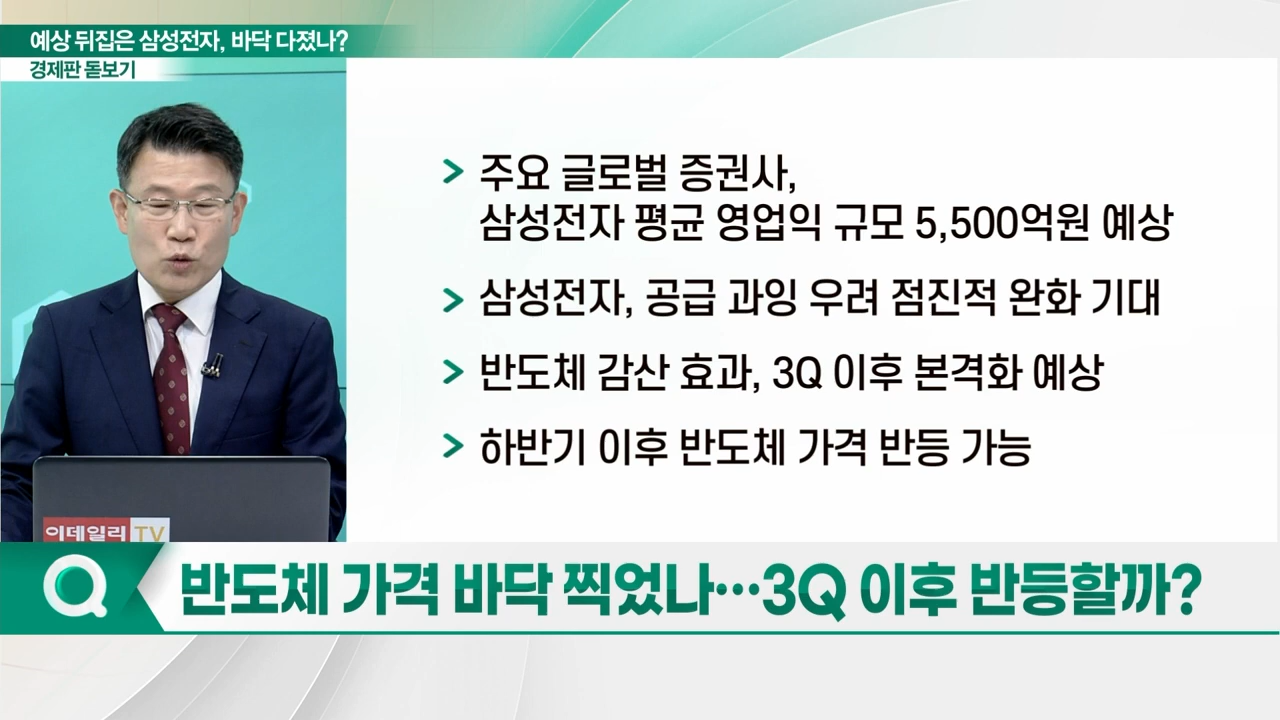 예상 뒤집은 삼성전자, 바닥 다졌나?
경제판 돋보기
> 주요 글로벌 증권사,
삼성전자 평균 영업익 규모 5,500억원 예상
> 삼성전자, 공급 과잉 우려 점진적 완화 기대
> 반도체 감산 효과, 3Q 이후 본격화 예상
> 하반기 이후 반도체 가격 반등 가능
이데일리 TV
Q 반도체 가격 바닥 찍었나…3Q 이후 반등할까?